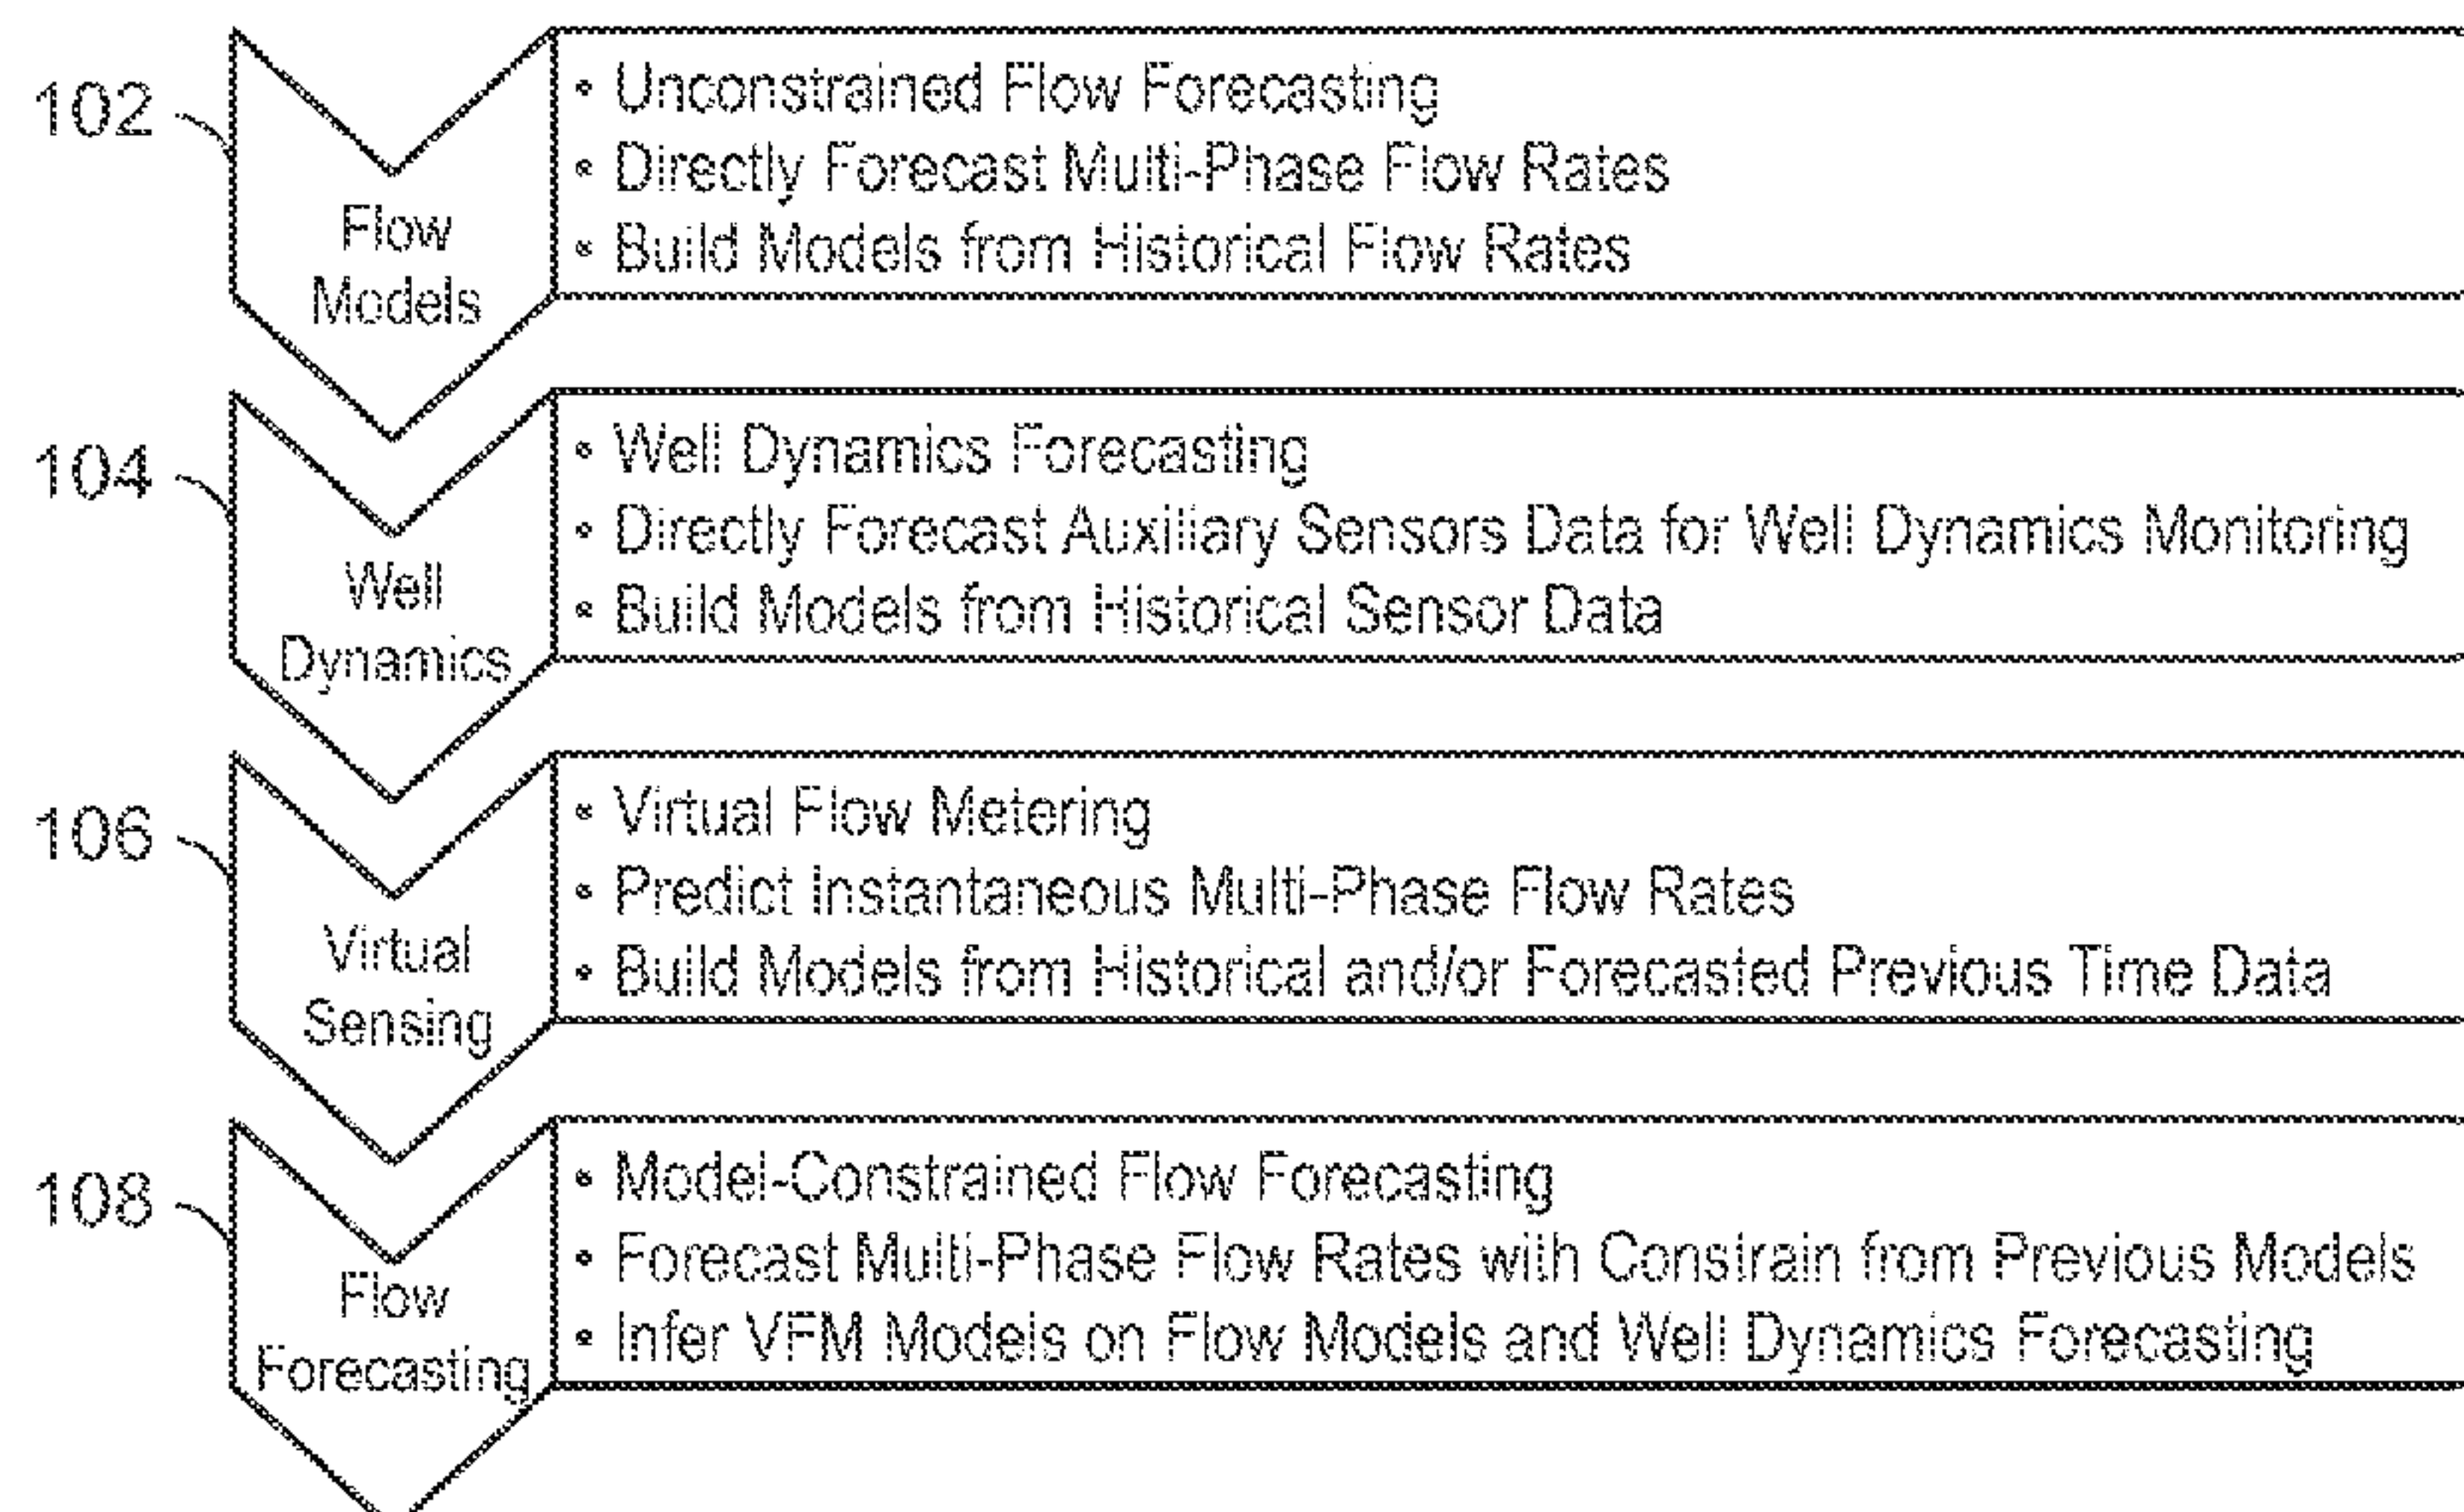 102
Flow
Models
• Unconstrained Flow Forecasting
• Directly Forecast Multi-Phase Flow Rates
• Build Models from Historical Flow Rates
104
Well
Dynamics
• Well Dynamics Forecasting
• Directly Forecast Auxiliary Sensors Data for Well Dynamics Monitoring
• Build Models from Historical Sensor Data
106
Virtual
Sensing
• Virtual Flow Metering
• Predict Instantaneous Multi-Phase Flow Rates
• Build Models from Historical and/or Forecasted Previous Time Data
108
Flow
Forecasting
• Model-Constrained Flow Forecasting
• Forecast Multi-Phase Flow Rates with Constrain from Previous Models
• Infer VFM Models on Flow Models and Well Dynamics Forecasting